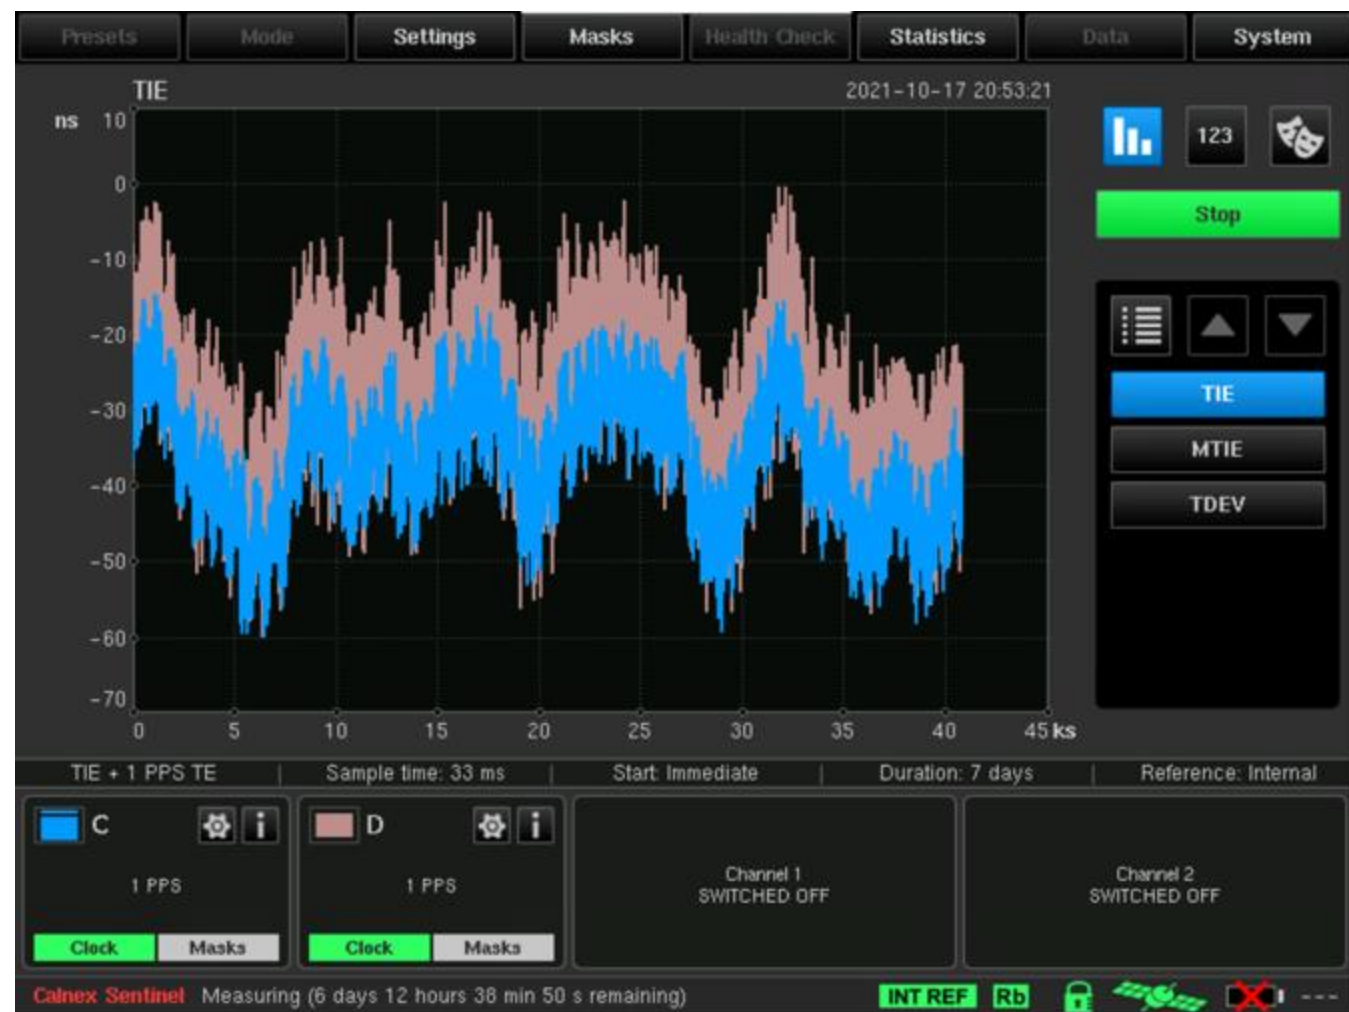 Presets Mode Settings Masks Health Check Statistics Data System
TIE 2021-10-17 20:53:21
ns 10
0
-10
-20
-30
-40
-50
-60
-70
0 5 10 15 20 25 30 35 40 45 ks
123
Stop
TIE
MTIE
TDEV
TIE + 1 PPS TE | Sample time: 33 ms | Start: Immediate | Duration: 7 days | Reference: Internal
C i D i
Channel 1 Channel 2
SWITCHED OFF SWITCHED OFF
1 PPS 1 PPS
Clock Masks Clock Masks
Calnex Sentinel Measuring (6 days 12 hours 38 min 50 s remaining) INT REF Rb ---